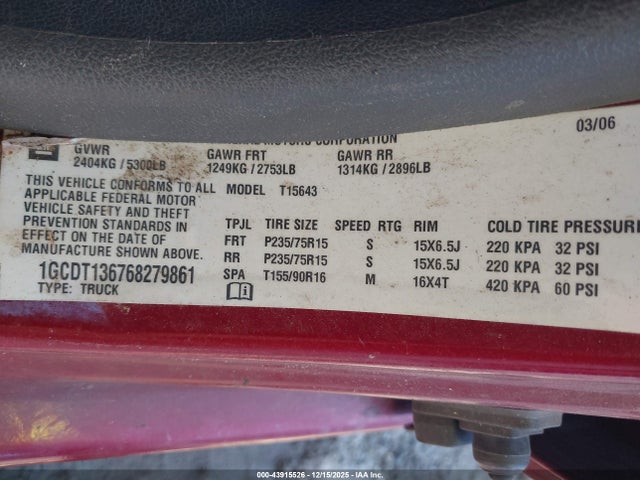 MOTORS CORPORATION
03/06
GM
GVWR GAWR FRT GAWR RR
2404KG / 5300LB 1249KG / 2753LB 1314KG / 2896LB
THIS VEHICLE CONFORMS TO ALL MODEL T15643
APPLICABLE FEDERAL MOTOR
VEHICLE SAFETY AND THEFT
PREVENTION STANDARDS IN
EFFECT ON THE DATE OF
MANUFACTURE SHOWN ABOVE.
1GCDT136768279861
TYPE: TRUCK
TPJL TIRE SIZE SPEED RTG RIM COLD TIRE PRESSURE
FRT P235/75R15 S 15X6.5J 220 KPA 32 PSI
RR P235/75R15 S 15X6.5J 220 KPA 32 PSI
SPA T155/90R16 M 16X4T 420 KPA 60 PSI
000-43915526 - 12/15/2025 - IAA Inc.